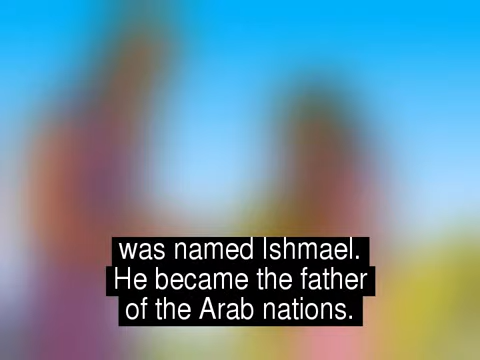 was named Ishmael.
He became the father
of the Arab nations.